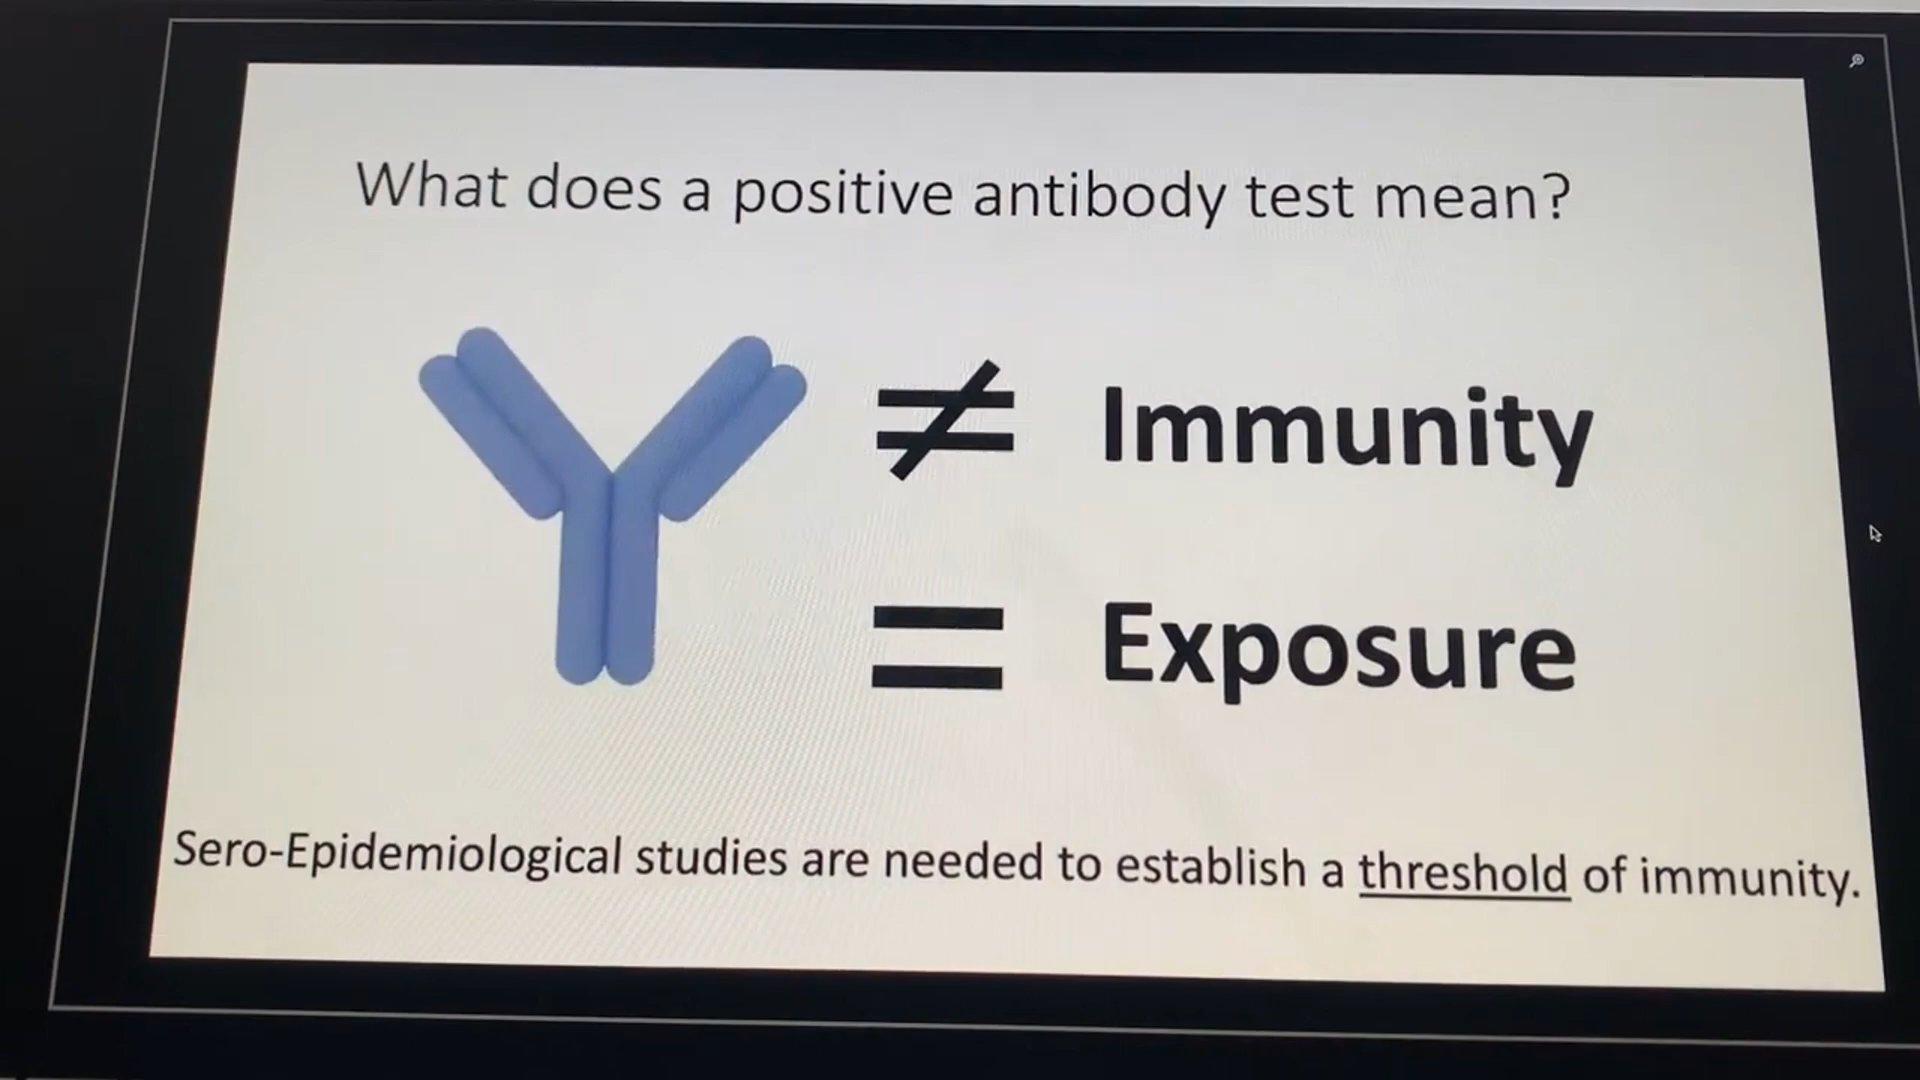 What does a positive antibody test mean?
≠ Immunity
= Exposure
Sero-Epidemiological studies are needed to establish a threshold of immunity.